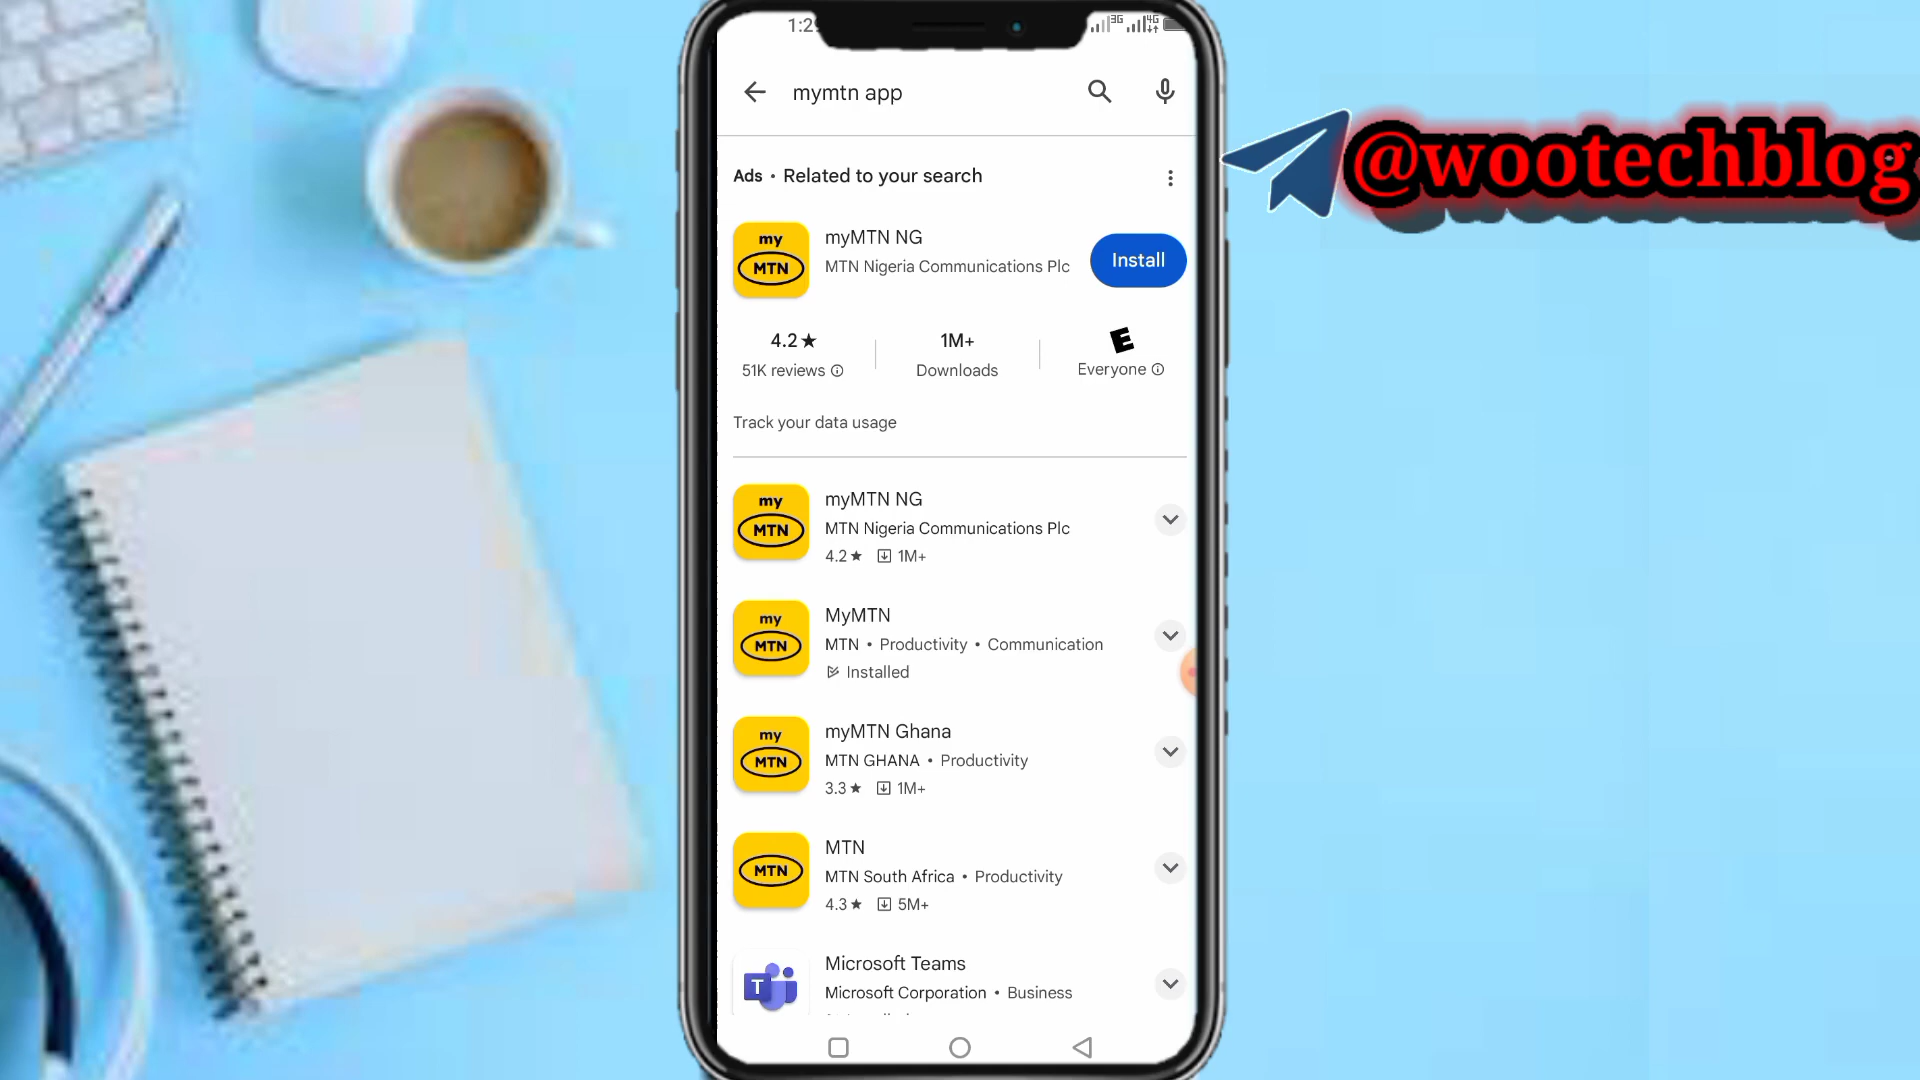 1:2
3G 4G
mymtn app
@wootechblog
Ads • Related to your search
my
MTN
myMTN NG
MTN Nigeria Communications Plc
Install
4.2★
51K reviews
1M+
Downloads
E
Everyone
Track your data usage
my
MTN
myMTN NG
MTN Nigeria Communications Plc
4.2★ 1M+
my
MTN
MyMTN
MTN • Productivity • Communication
Installed
my
MTN
myMTN Ghana
MTN GHANA • Productivity
3.3★ 1M+
MTN
MTN
MTN South Africa • Productivity
4.3★ 5M+
T
Microsoft Teams
Microsoft Corporation • Business